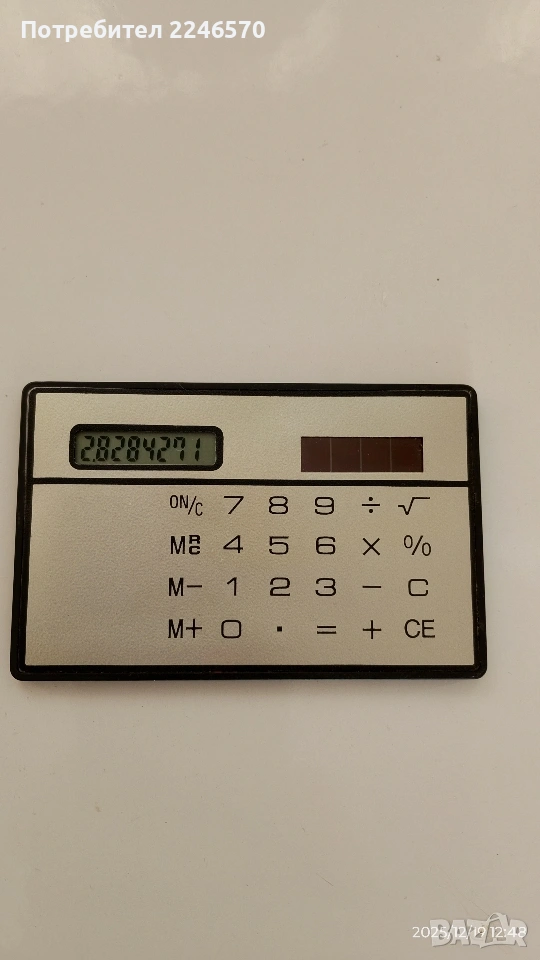 Потребител 2246570
2.8284271
ON/C 7 8 9 ÷ √
MRC 4 5 6 × %
M− 1 2 3 − C
M+ 0 . = + CE
2025/12/19 12:48
BAZAR